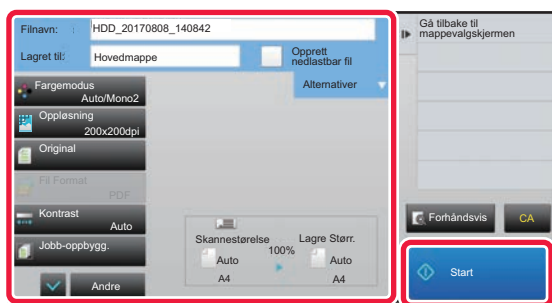 Filnavn: : HDD_20170808_140842
Lagret til: Hovedmappe
Opprett
nedlastbar fil
Alternativer
Fargemodus
Auto/Mono2
Oppløsning
200x200dpi
Original
Fil Format
PDF
Kontrast
Auto
Jobb-oppbygg.
Andre
Skannestørelse
100%
Lagre Størr.
Auto
Auto
A4
A4
Gå tilbake til
mappevalgskjermen
Forhåndsvis
CA
Start